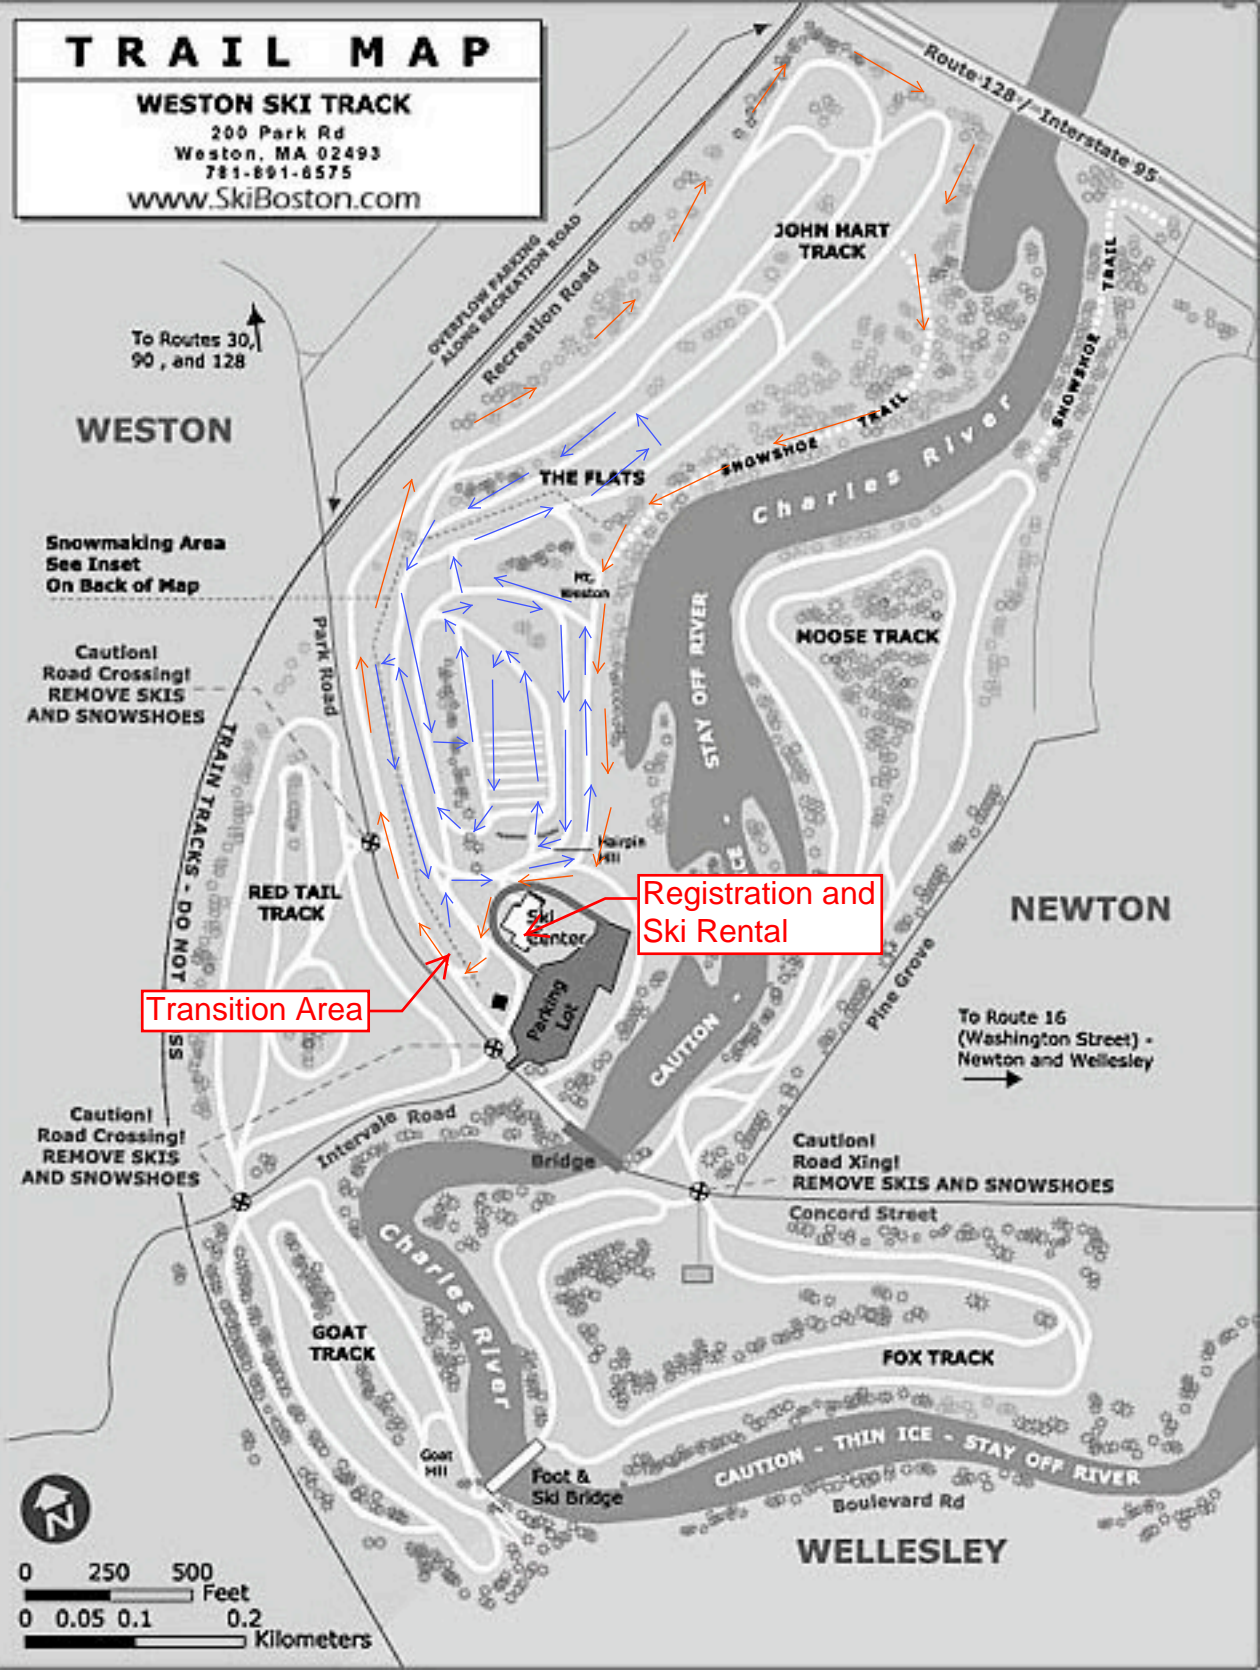 TRAIL MAP
WESTON SKI TRACK
200 Park Rd
Weston, MA 02493
781-891-6575
www.SkiBoston.com
Route 128 / Interstate 95
OVERFLOW PARKING
ALONG RECREATION ROAD
Recreation Road
JOHN HART
TRACK
SNOWSHOE TRAIL
To Routes 30,
90 , and 128
WESTON
SNOWSHOE TRAIL
Charles River
THE FLATS
Snowmaking Area
See Inset
On Back of Map
Mt.
Weston
Park Road
STAY OFF RIVER
MOOSE TRACK
Caution!
Road Crossing!
REMOVE SKIS
AND SNOWSHOES
TRAIN TRACKS - DO NOT
SS
Hairpin
Hill
RED TAIL
TRACK
Registration and
Ski Rental
Ski
Center
NEWTON
Transition Area
Parking
Lot
Pine Grove
CAUTION -
ICE -
To Route 16
(Washington Street) -
Newton and Wellesley
Caution!
Road Crossing!
REMOVE SKIS
AND SNOWSHOES
Intervale Road
Bridge
Caution!
Road Xing!
REMOVE SKIS AND SNOWSHOES
Concord Street
Charles River
GOAT
TRACK
FOX TRACK
Goat
Hill
Foot &
Ski Bridge
CAUTION - THIN ICE - STAY OFF RIVER
Boulevard Rd
WELLESLEY
N
0 250 500
Feet
0 0.05 0.1 0.2
Kilometers